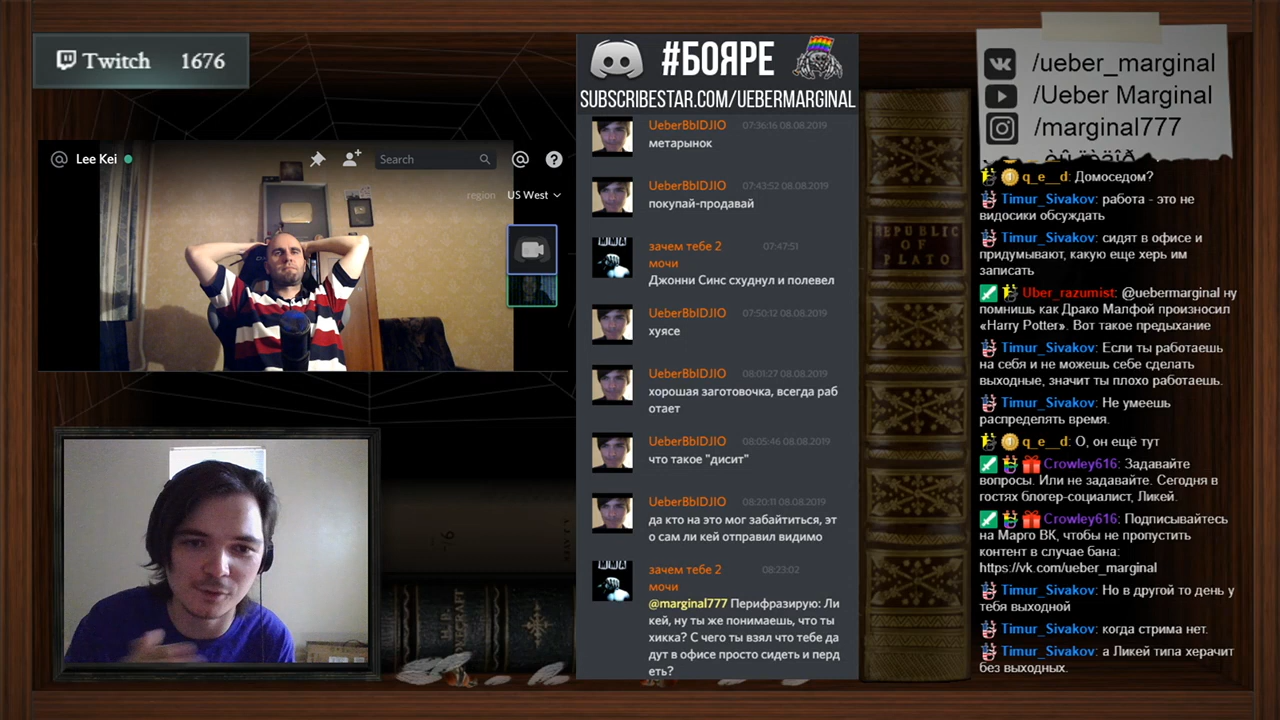 Twitch 1676
@ Lee Kei
Search
@ ?
region US West
#БОЯРЕ
SUBSCRIBESTAR.COM/UEBERMARGINAL
UeberBbIDJIO 07:36:16 08.08.2019
метарынок
UeberBbIDJIO 07:43:52 08.08.2019
покупай-продавай
зачем тебе 2 07:47:51
мочи
Джонни Синс схуднул и полевел
UeberBbIDJIO 07:50:12 08.08.2019
хуясе
UeberBbIDJIO 08:01:27 08.08.2019
хорошая заготовочка, всегда раб
отает
UeberBbIDJIO 08:05:46 08.08.2019
что такое "дисит"
UeberBbIDJIO 08:20:11 08.08.2019
да кто на это мог забайтиться, эт
о сам ли кей отправил видимо
зачем тебе 2 08:23:02
мочи
@marginal777 Перифразирую: Ли
кей, ну ты же понимаешь, что ты
хикка? С чего ты взял что тебе да
дут в офисе просто сидеть и перд
еть?
REPUBLIC
OF
PLATO
H.P.
/ueber_marginal
/Ueber Marginal
/marginal777
q_e__d: Домоседом?
Timur_Sivakov: работа - это не
видосики обсуждать
Timur_Sivakov: сидят в офисе и
придумывают, какую еще херь им
записать
Uber_razumist: @uebermarginal ну
помнишь как Драко Малфой произносил
«Harry Potter». Вот такое предыхание
Timur_Sivakov: Если ты работаешь
на себя и не можешь себе сделать
выходные, значит ты плохо работаешь.
Timur_Sivakov: Не умеешь
распределять время.
q_e__d: О, он ещё тут
Crowley616: Задавайте
вопросы. Или не задавайте. Сегодня в
гостях блогер-социалист, Ликей.
Crowley616: Подписывайтесь
на Марго ВК, чтобы не пропустить
контент в случае бана:
https://vk.com/ueber_marginal
Timur_Sivakov: Но в другой то день у
тебя выходной
Timur_Sivakov: когда стрима нет.
Timur_Sivakov: а Ликей типа херачит
без выходных.